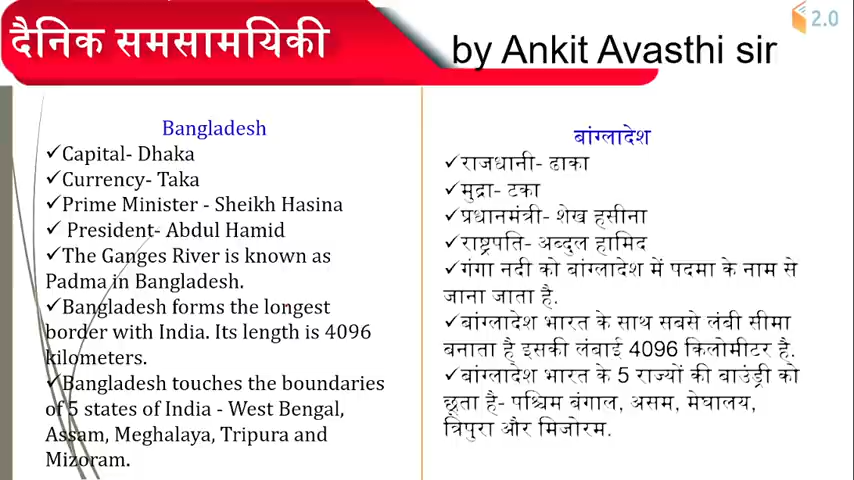 दैनिक समसामयिकी
by Ankit Avasthi sir
2.0
Bangladesh
✓Capital- Dhaka
✓Currency- Taka
✓Prime Minister - Sheikh Hasina
✓ President- Abdul Hamid
✓The Ganges River is known as
Padma in Bangladesh.
✓Bangladesh forms the longest
border with India. Its length is 4096
kilometers.
✓Bangladesh touches the boundaries
of 5 states of India - West Bengal,
Assam, Meghalaya, Tripura and
Mizoram.
बांग्लादेश
✓राजधानी- ढाका
✓मुद्रा- टका
✓प्रधानमंत्री- शेख हसीना
✓राष्ट्रपति- अब्दुल हामिद
✓गंगा नदी को बांग्लादेश में पदमा के नाम से
जाना जाता है.
✓बांग्लादेश भारत के साथ सबसे लंबी सीमा
बनाता है इसकी लंबाई 4096 किलोमीटर है.
✓बांग्लादेश भारत के 5 राज्यों की बाउंड्री को
छूता है- पश्चिम बंगाल, असम, मेघालय,
त्रिपुरा और मिजोरम.